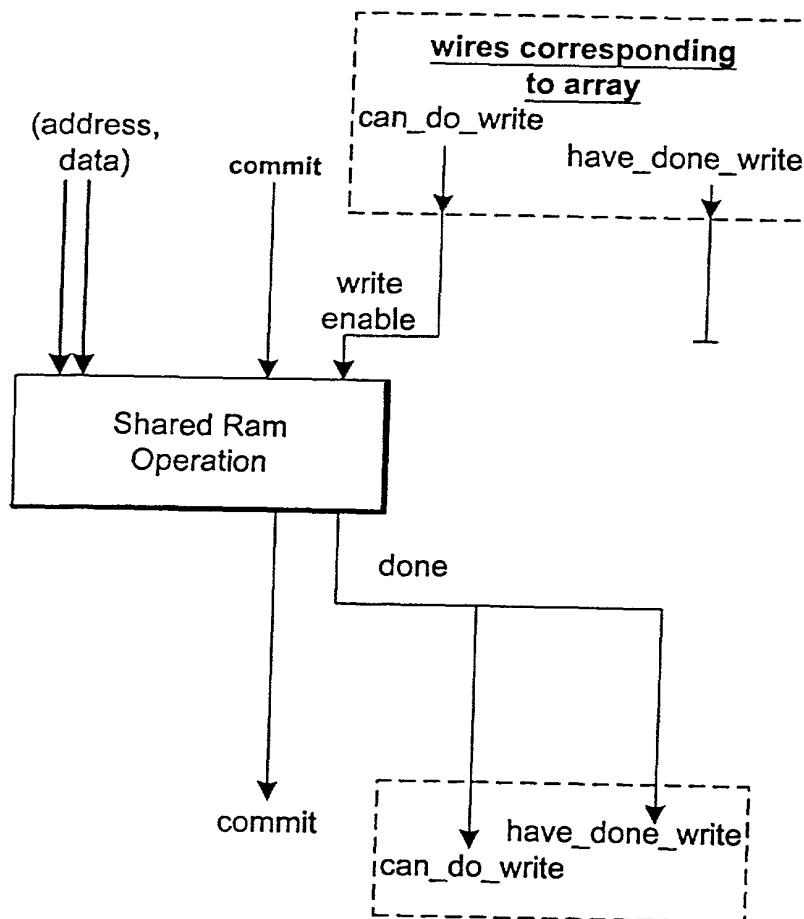 wires corresponding
to array
can_do_write
have_done_write
(address,
data)
commit
write
enable
Shared Ram
Operation
done
commit
have_done_write
can_do_write